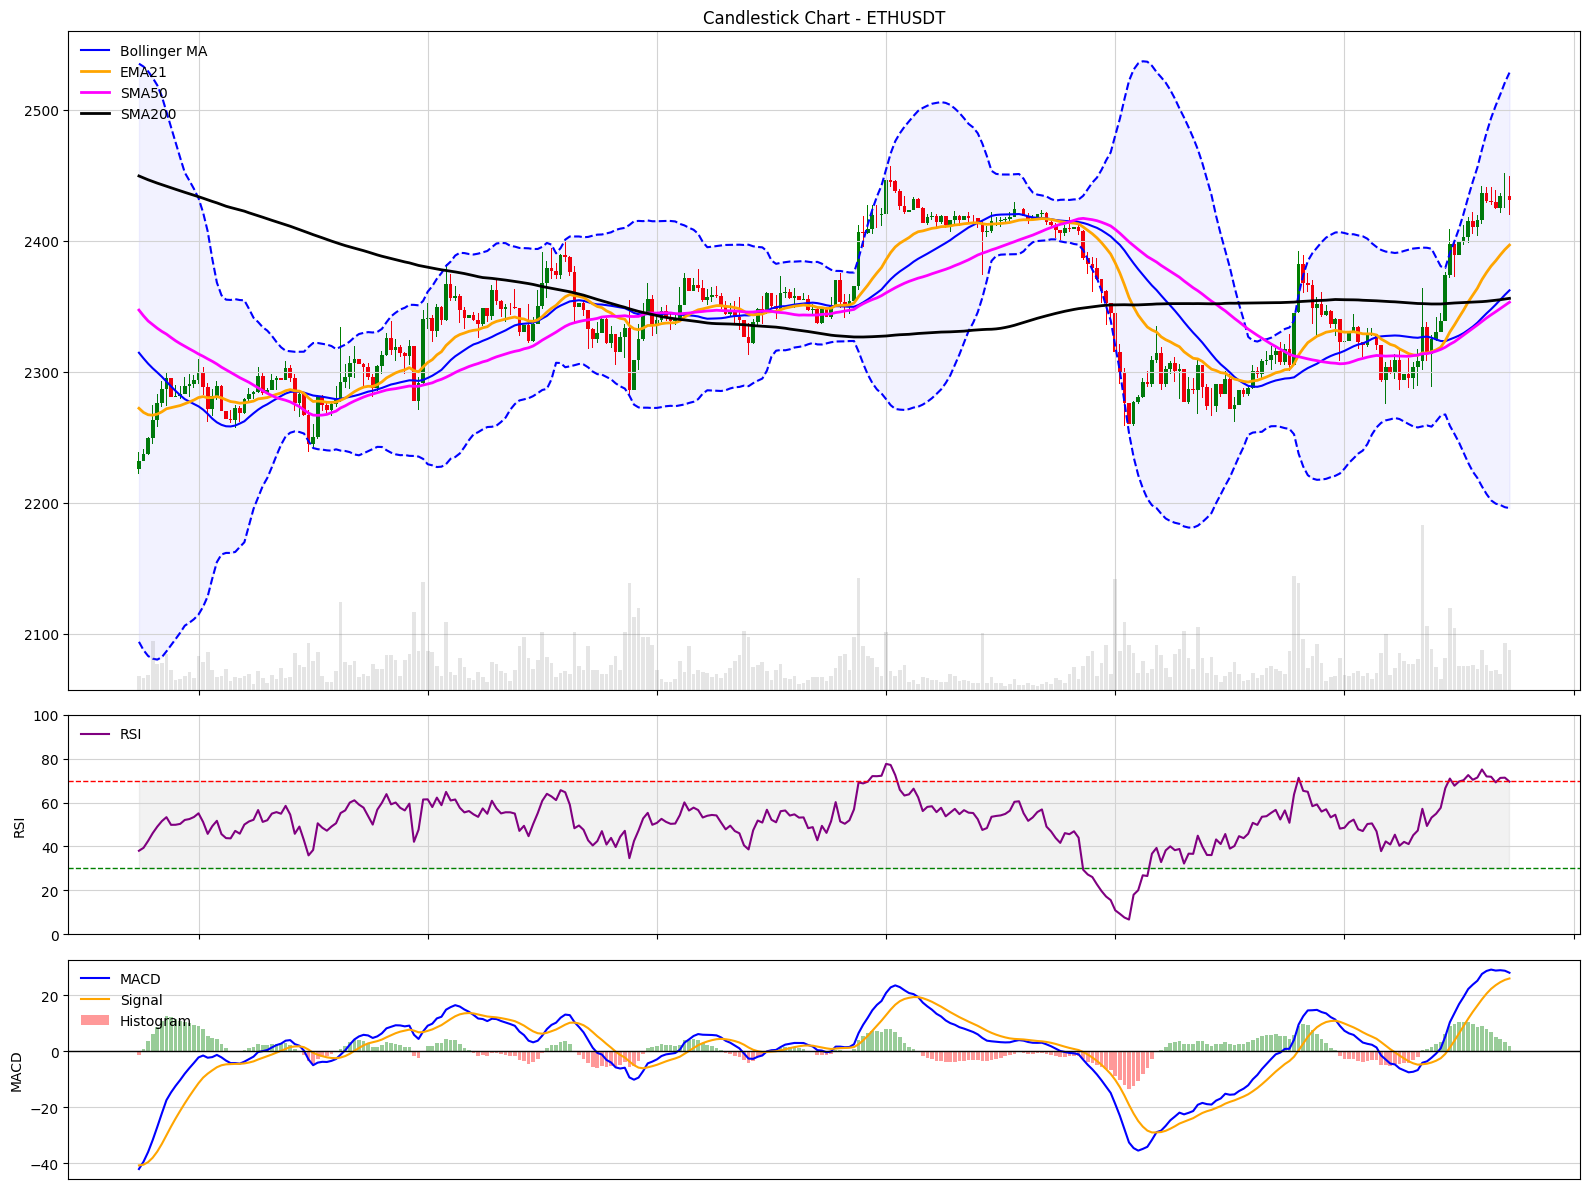 Candlestick Chart - ETHUSDT
Bollinger MA
EMA21
SMA50
SMA200
2500
2400
2300
2200
2100
RSI
100
80
60
40
20
0
RSI
MACD
Signal
Histogram
20
0
−20
−40
MACD